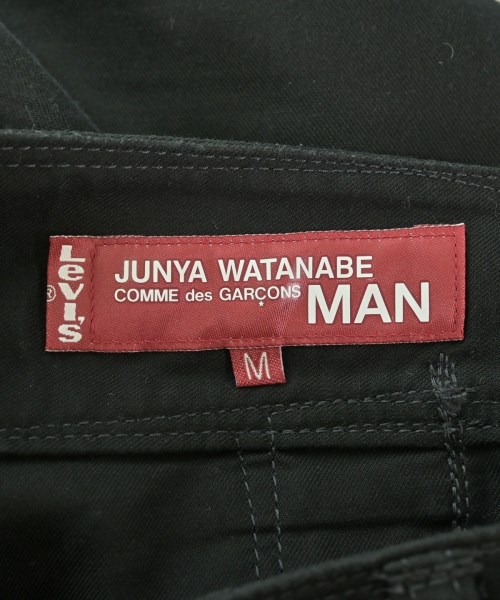 Levi's
®
JUNYA WATANABE
COMME des GARÇONS MAN
M